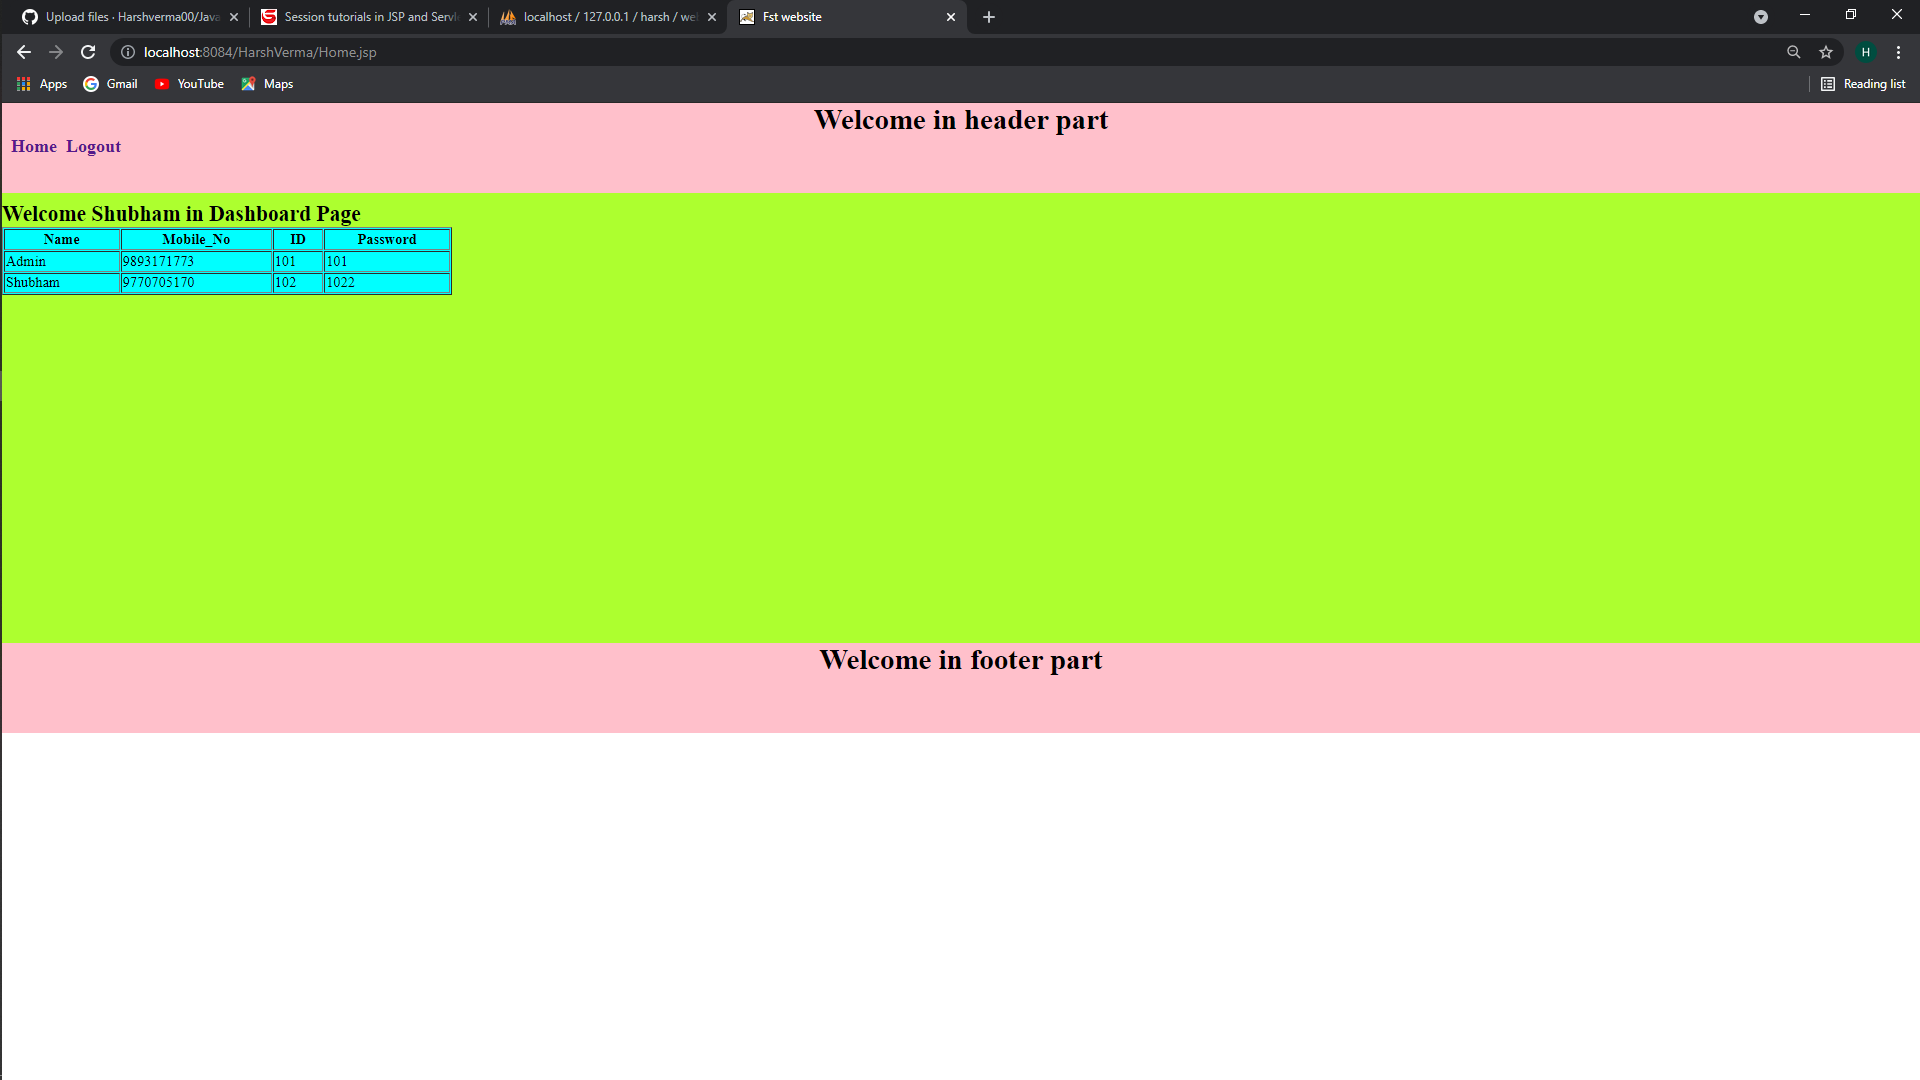 Upload files · Harshverma00/Java
Session tutorials in JSP and Servl
localhost / 127.0.0.1 / harsh / we
Fst website
localhost:8084/HarshVerma/Home.jsp
H
Apps Gmail YouTube Maps Reading list
Welcome in header part
Home Logout
Welcome Shubham in Dashboard Page
Name Mobile_No ID Password
Admin 9893171773 101 101
Shubham 9770705170 102 1022
Welcome in footer part